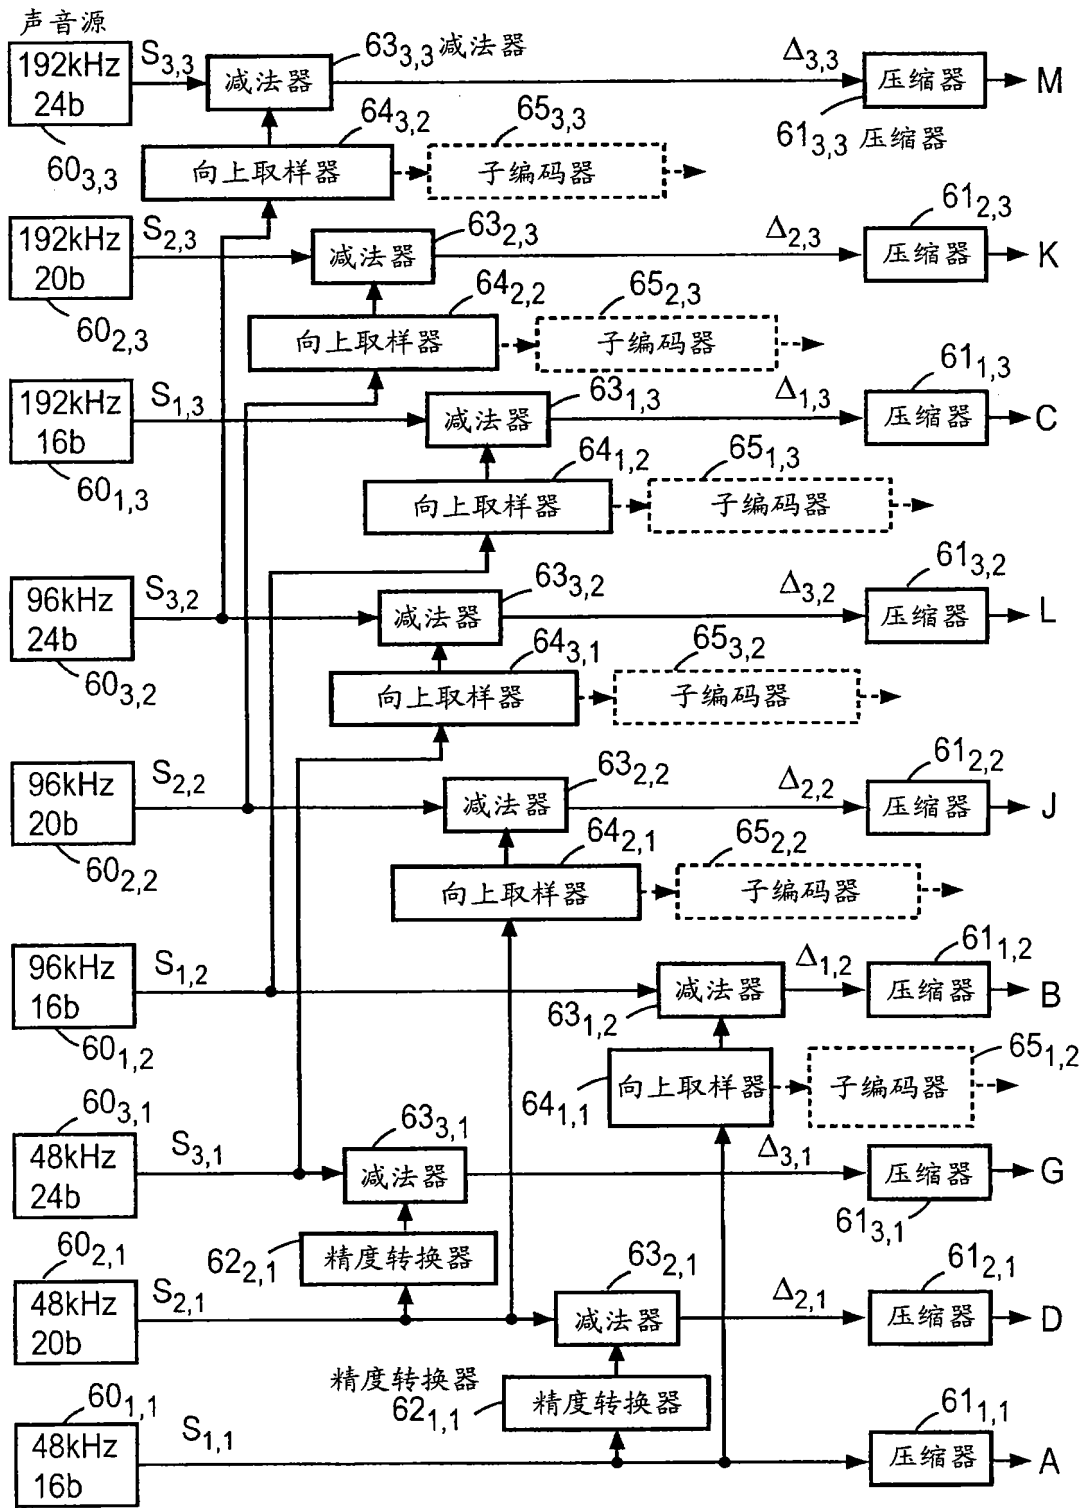 声音源
192kHz
24b
60₃,₃
S₃,₃
减法器
63₃,₃ 减法器
Δ₃,₃
压缩器
M
61₃,₃ 压缩器
64₃,₂
向上取样器
65₃,₃
子编码器
192kHz
20b
60₂,₃
S₂,₃
减法器
63₂,₃
Δ₂,₃
61₂,₃
压缩器
K
64₂,₂
向上取样器
65₂,₃
子编码器
192kHz
16b
60₁,₃
S₁,₃
减法器
63₁,₃
Δ₁,₃
61₁,₃
压缩器
C
64₁,₂
向上取样器
65₁,₃
子编码器
96kHz
24b
60₃,₂
S₃,₂
减法器
63₃,₂
Δ₃,₂
61₃,₂
压缩器
L
64₃,₁
向上取样器
65₃,₂
子编码器
96kHz
20b
60₂,₂
S₂,₂
减法器
63₂,₂
Δ₂,₂
61₂,₂
压缩器
J
64₂,₁
向上取样器
65₂,₂
子编码器
96kHz
16b
60₁,₂
S₁,₂
减法器
63₁,₂
Δ₁,₂
61₁,₂
压缩器
B
64₁,₁
向上取样器
65₁,₂
子编码器
60₃,₁
48kHz
24b
S₃,₁
63₃,₁
减法器
Δ₃,₁
压缩器
G
61₃,₁
62₂,₁
精度转换器
60₂,₁
48kHz
20b
S₂,₁
63₂,₁
减法器
Δ₂,₁
61₂,₁
压缩器
D
精度转换器
62₁,₁
精度转换器
60₁,₁
48kHz
16b
S₁,₁
61₁,₁
压缩器
A